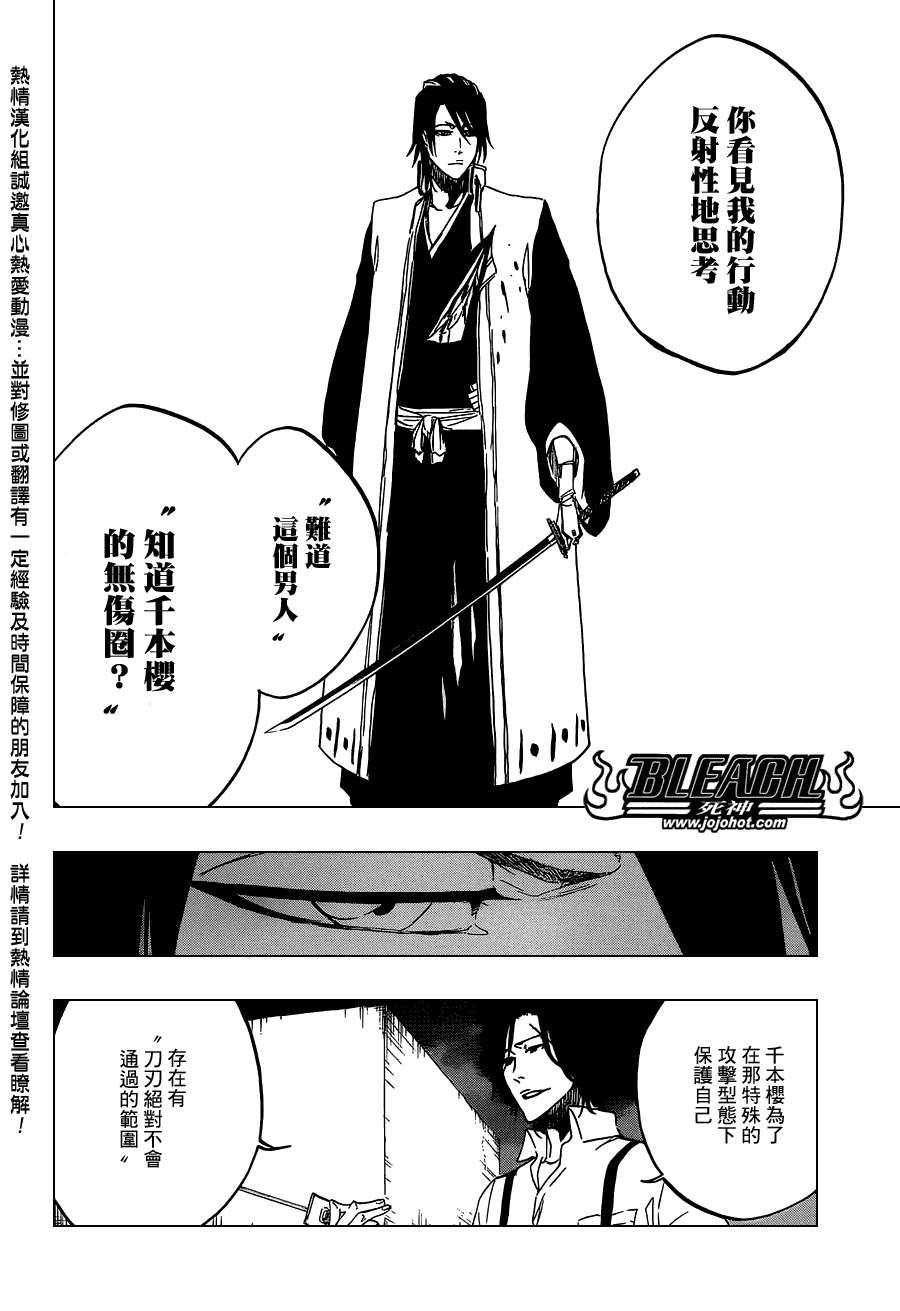 你看見我的行動
反射性地思考
〝難道
這個男人〞
〝知道千本櫻
的無傷圈？〞
BLEACH
死神
www.jojohot.com
千本櫻為了
在那特殊的
攻擊型態下
保護自己
存在有
〝刀刃絕對不會
通過的範圍〞
熱情漢化組誠邀真心熱愛動漫…並對修圖或翻譯有一定經驗及時間保障的朋友加入！ 詳情請到熱情論壇查看瞭解！